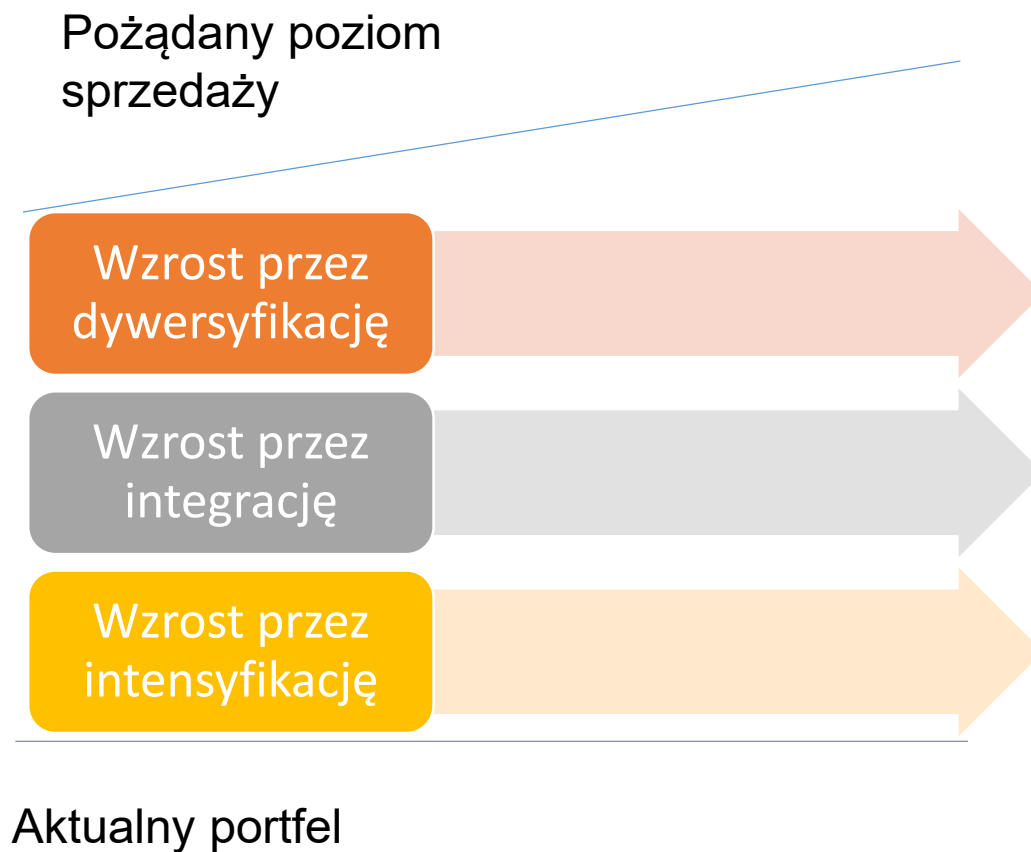 Pożądany poziom
sprzedaży
Wzrost przez
dywersyfikację
Wzrost przez
integrację
Wzrost przez
intensyfikację
Aktualny portfel